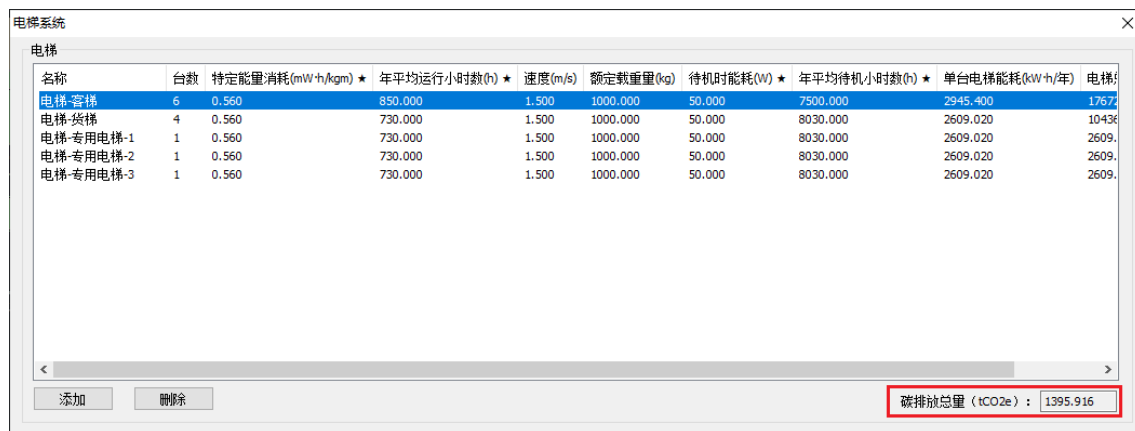 电梯系统
电梯
名称 台数 特定能量消耗(mW·h/kgm) ★ 年平均运行小时数(h) ★ 速度(m/s) 额定载重量(kg) 待机时能耗(W) ★ 年平均待机小时数(h) ★ 单台电梯能耗(kW·h/年) 电梯
电梯-客梯 6 0.560 850.000 1.500 1000.000 50.000 7500.000 2945.400 17672
电梯-货梯 4 0.560 730.000 1.500 1000.000 50.000 8030.000 2609.020 10436
电梯-专用电梯-1 1 0.560 730.000 1.500 1000.000 50.000 8030.000 2609.020 2609.
电梯-专用电梯-2 1 0.560 730.000 1.500 1000.000 50.000 8030.000 2609.020 2609.
电梯-专用电梯-3 1 0.560 730.000 1.500 1000.000 50.000 8030.000 2609.020 2609.
添加 删除 碳排放总量（tCO2e）： 1395.916